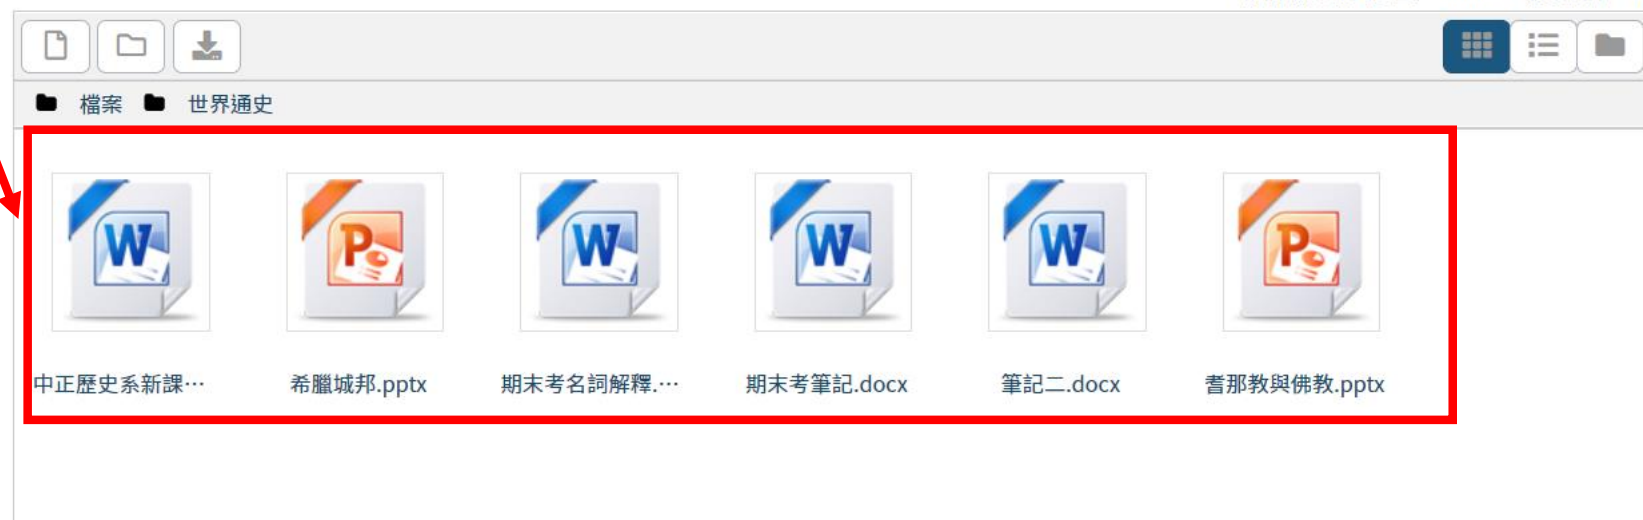 檔案 世界通史
中正歷史系新課…
希臘城邦.pptx
期末考名詞解釋.…
期末考筆記.docx
筆記二.docx
耆那教與佛教.pptx